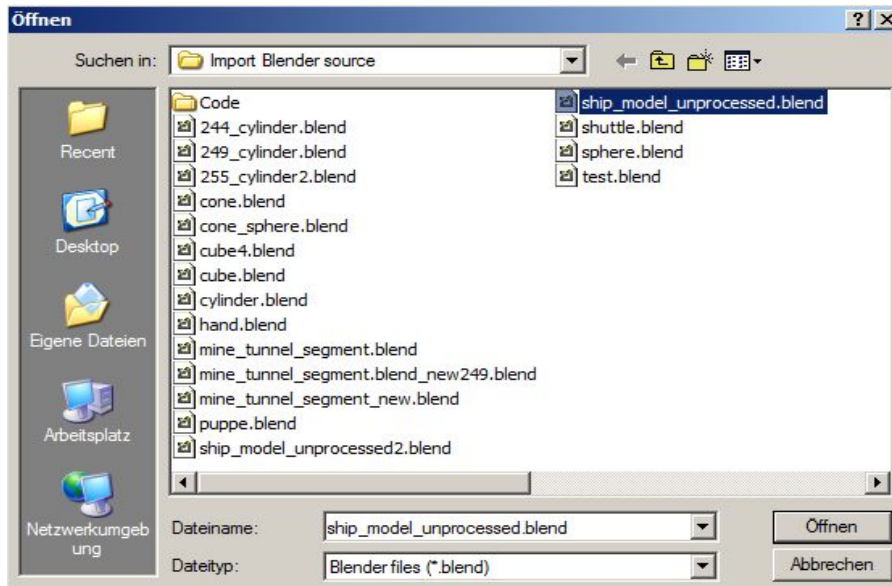 Öffnen
Suchen in: Import Blender source
Recent
Desktop
Eigene Dateien
Arbeitsplatz
Netzwerkumgeb
ung
Code
244_cylinder.blend
249_cylinder.blend
255_cylinder2.blend
cone.blend
cone_sphere.blend
cube4.blend
cube.blend
cylinder.blend
hand.blend
mine_tunnel_segment.blend
mine_tunnel_segment.blend_new249.blend
mine_tunnel_segment_new.blend
puppe.blend
ship_model_unprocessed2.blend
ship_model_unprocessed.blend
shuttle.blend
sphere.blend
test.blend
Dateiname: ship_model_unprocessed.blend Öffnen
Dateityp: Blender files (*.blend) Abbrechen